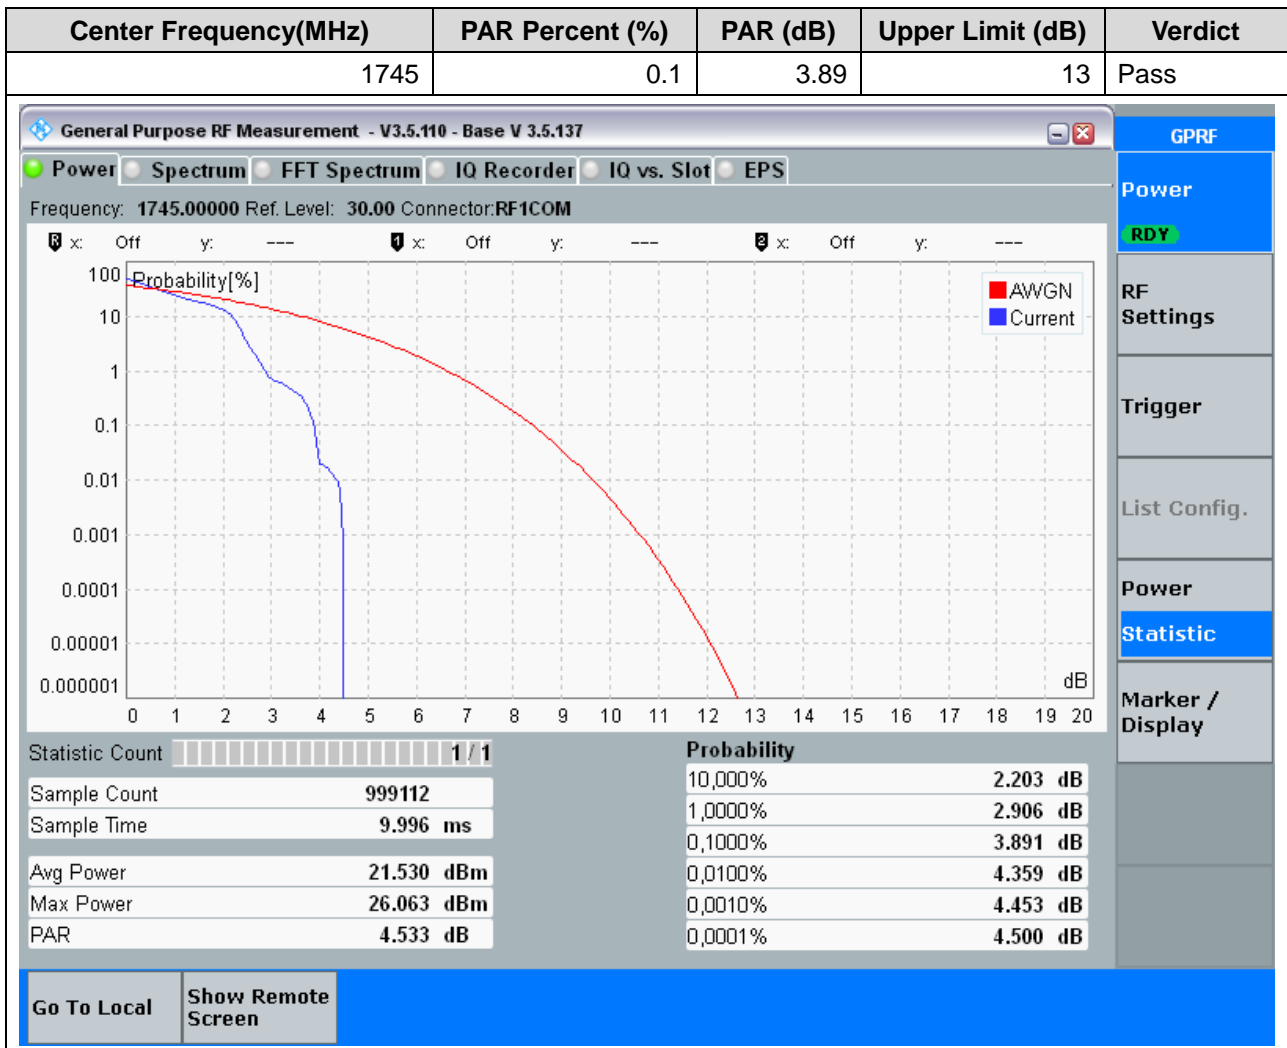 Center Frequency(MHz) PAR Percent (%) PAR (dB) Upper Limit (dB) Verdict
1745 0.1 3.89 13 Pass
General Purpose RF Measurement - V3.5.110 - Base V 3.5.137
Power Spectrum FFT Spectrum IQ Recorder IQ vs. Slot EPS
Frequency: 1745.00000 Ref. Level: 30.00 Connector:RF1COM
R x: Off y: --- 1 x: Off y: --- 2 x: Off y: ---
Probability[%]
100
10
1
0.1
0.01
0.001
0.0001
0.00001
0.000001
AWGN
Current
dB
0 1 2 3 4 5 6 7 8 9 10 11 12 13 14 15 16 17 18 19 20
Statistic Count 1 / 1
Sample Count 999112
Sample Time 9.996 ms
Avg Power 21.530 dBm
Max Power 26.063 dBm
PAR 4.533 dB
Probability
10,000% 2.203 dB
1,0000% 2.906 dB
0,1000% 3.891 dB
0,0100% 4.359 dB
0,0010% 4.453 dB
0,0001% 4.500 dB
GPRF
Power
RDY
RF
Settings
Trigger
List Config.
Power
Statistic
Marker /
Display
Go To Local
Show Remote
Screen